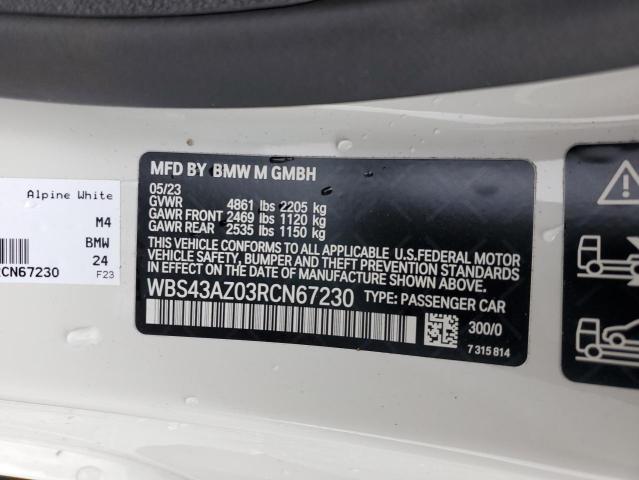 Alpine White
M4
BMW
24
RCN67230
F23
MFD BY BMW M GMBH
05/23
GVWR 4861 lbs 2205 kg
GAWR FRONT 2469 lbs 1120 kg
GAWR REAR 2535 lbs 1150 kg
THIS VEHICLE CONFORMS TO ALL APPLICABLE U.S.FEDERAL MOTOR
VEHICLE SAFETY, BUMPER AND THEFT PREVENTION STANDARDS
IN EFFECT ON THE DATE OF MANUFACTURE SHOWN ABOVE.
WBS43AZ03RCN67230 TYPE: PASSENGER CAR
300/0
7 315 814